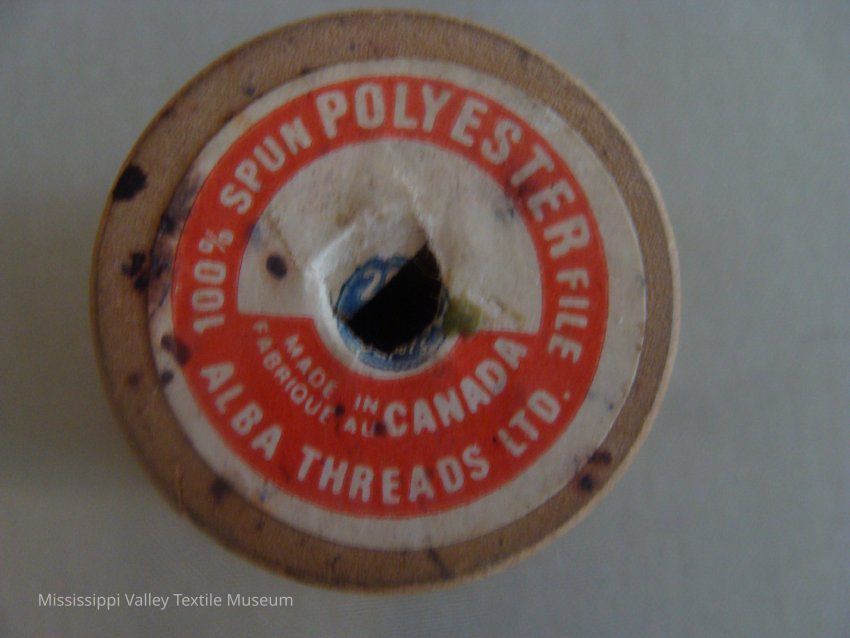 100% SPUN POLYESTER FILE
MADE IN
FABRIQUE AU
CANADA
ALBA THREADS LTD.
Mississippi Valley Textile Museum